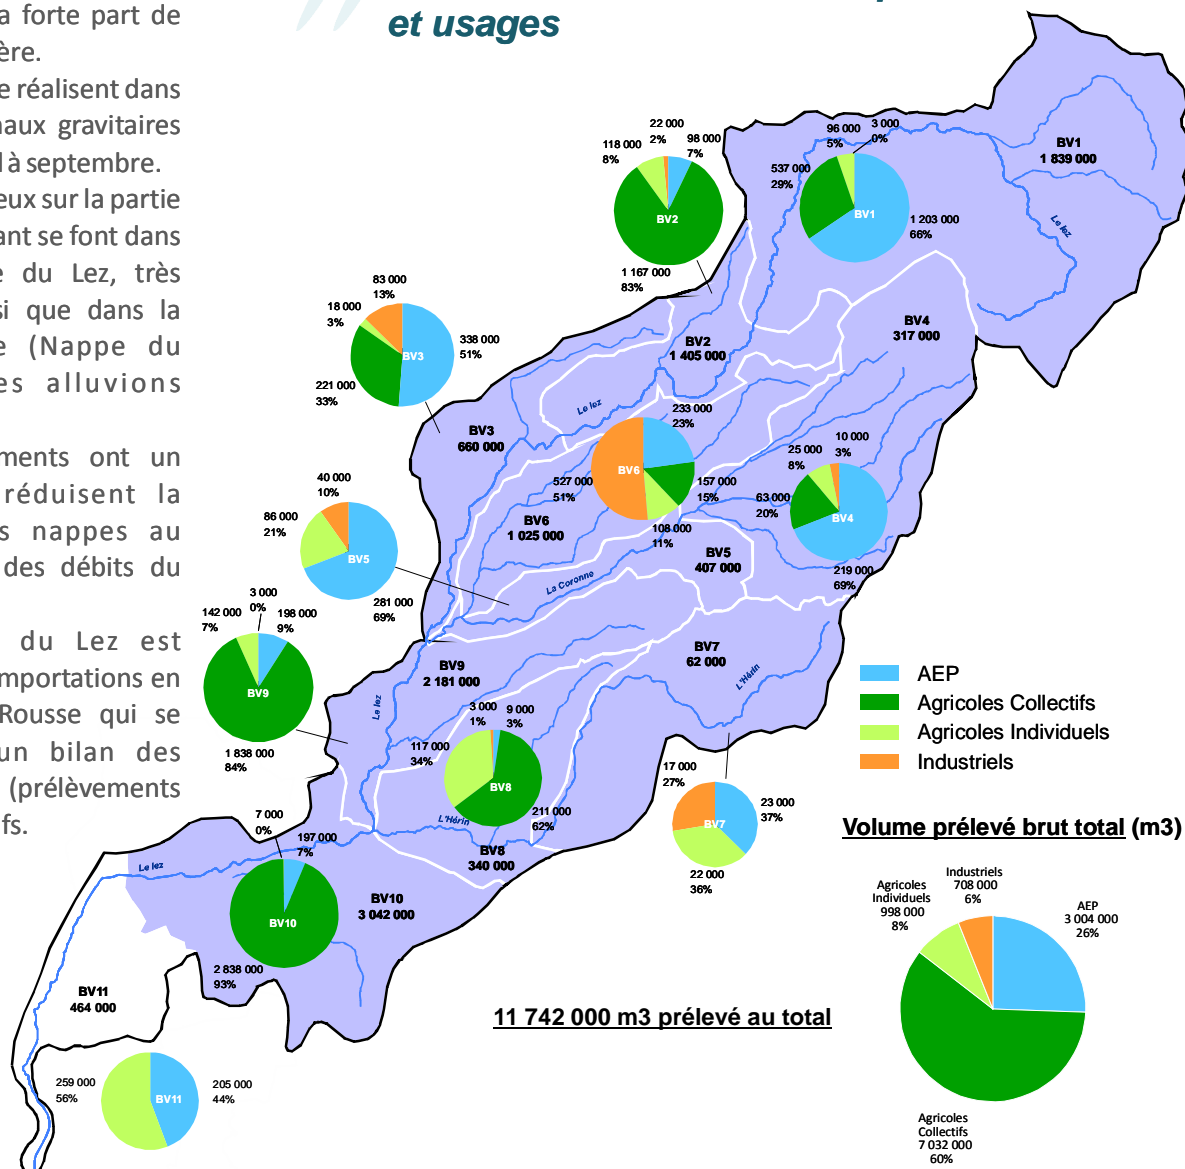 a forte part de
ère.
e réalisent dans
naux gravitaires
l à septembre.
eux sur la partie
ant se font dans
e du Lez, très
si que dans la
e (Nappe du
es alluvions
ments ont un
réduisent la
s nappes au
des débits du
du Lez est
mportations en
Rousse qui se
un bilan des
(prélèvements
fs.
et usages
22 000
2%
118 000
8%
98 000
7%
BV2
1 167 000
83%
96 000
5%
3 000
0%
537 000
29%
BV1
1 203 000
66%
BV1
1 839 000
Le lez
83 000
13%
18 000
3%
BV3
338 000
51%
221 000
33%
BV2
1 405 000
BV4
317 000
Le lez
BV3
660 000
233 000
23%
BV6
527 000
51%
157 000
15%
108 000
11%
BV6
1 025 000
10 000
3%
25 000
8%
63 000
20%
BV4
219 000
69%
40 000
10%
86 000
21%
BV5
281 000
69%
BV5
407 000
La Coronne
3 000
0%
142 000
7%
198 000
9%
BV9
1 838 000
84%
BV9
2 181 000
Le lez
BV7
62 000
L'Hérin
3 000
1%
9 000
3%
117 000
34%
BV8
211 000
62%
L'Hérin
BV8
340 000
17 000
27%
23 000
37%
BV7
22 000
36%
AEP
Agricoles Collectifs
Agricoles Individuels
Industriels
7 000
0%
197 000
7%
Le lez
BV10
2 838 000
93%
BV10
3 042 000
BV11
464 000
259 000
56%
BV11
205 000
44%
11 742 000 m3 prélevé au total
Volume prélevé brut total (m3)
Industriels
708 000
6%
Agricoles
Individuels
998 000
8%
AEP
3 004 000
26%
Agricoles
Collectifs
7 032 000
60%